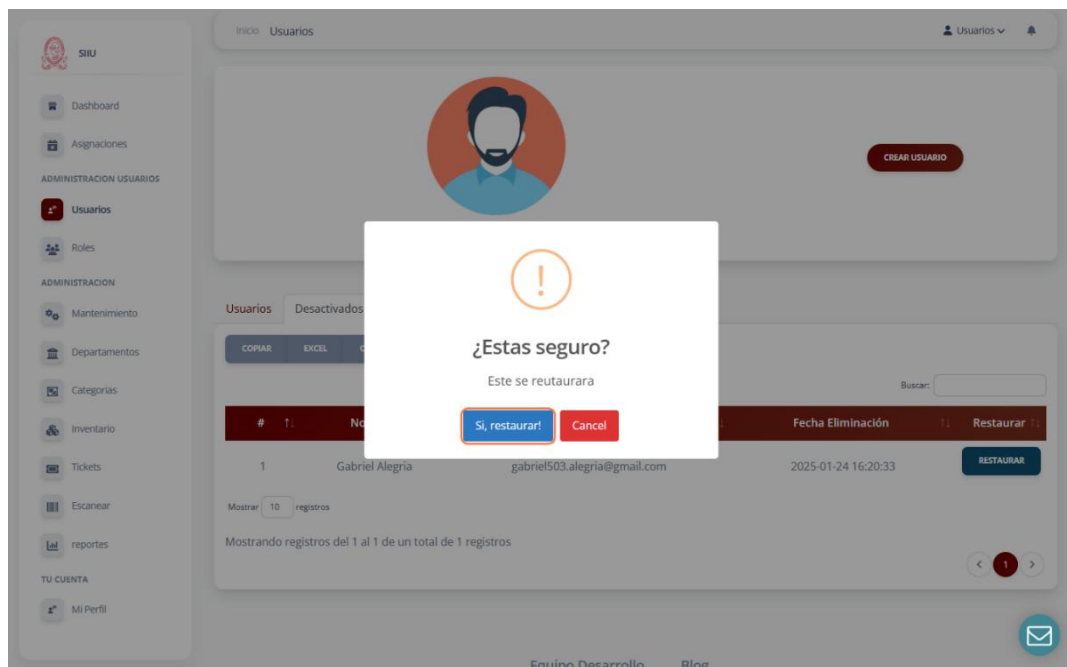 SIIU
Inicio Usuarios
Usuarios
Dashboard
Asignaciones
ADMINISTRACION USUARIOS
Usuarios
Roles
ADMINISTRACION
Mantenimiento
Departamentos
Categorias
Inventario
Tickets
Escanear
reportes
TU CUENTA
Mi Perfil
CREAR USUARIO
Usuarios Desactivados
COPIAR EXCEL
Buscar:
# Fecha Eliminación Restaurar
1 Gabriel Alegria gabriel503.alegria@gmail.com 2025-01-24 16:20:33 RESTAURAR
Mostrar 10 registros
Mostrando registros del 1 al 1 de un total de 1 registros
1
¿Estas seguro?
Este se reutaurara
Si, restaurar! Cancel
Equipo Desarrollo Blog